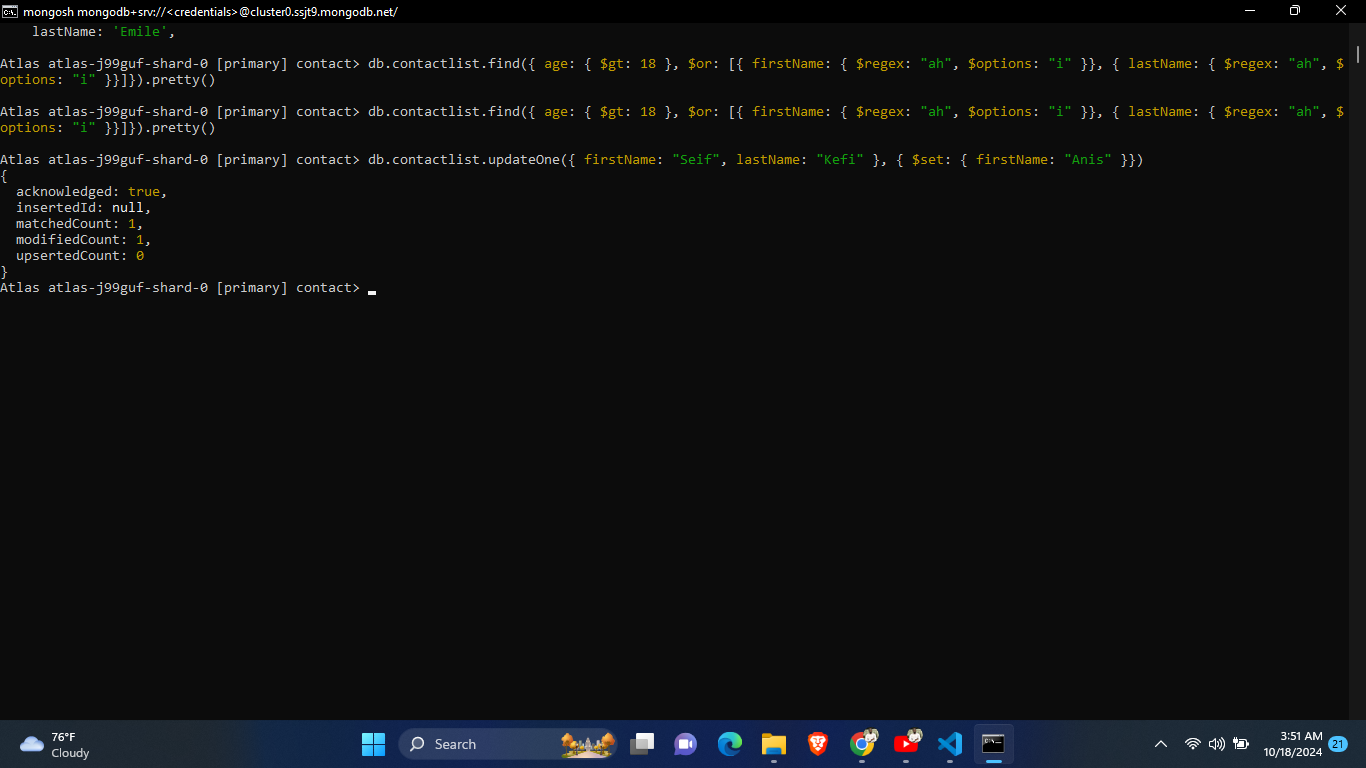 mongosh mongodb+srv://<credentials>@cluster0.ssjt9.mongodb.net/
lastName: 'Emile',
Atlas atlas-j99guf-shard-0 [primary] contact> db.contactlist.find({ age: { $gt: 18 }, $or: [{ firstName: { $regex: "ah", $options: "i" }}, { lastName: { $regex: "ah", $
options: "i" }}]}).pretty()
Atlas atlas-j99guf-shard-0 [primary] contact> db.contactlist.find({ age: { $gt: 18 }, $or: [{ firstName: { $regex: "ah", $options: "i" }}, { lastName: { $regex: "ah", $
options: "i" }}]}).pretty()
Atlas atlas-j99guf-shard-0 [primary] contact> db.contactlist.updateOne({ firstName: "Seif", lastName: "Kefi" }, { $set: { firstName: "Anis" }})
{
  acknowledged: true,
  insertedId: null,
  matchedCount: 1,
  modifiedCount: 1,
  upsertedCount: 0
}
Atlas atlas-j99guf-shard-0 [primary] contact>
76°F
Cloudy
Search
3:51 AM
10/18/2024
21